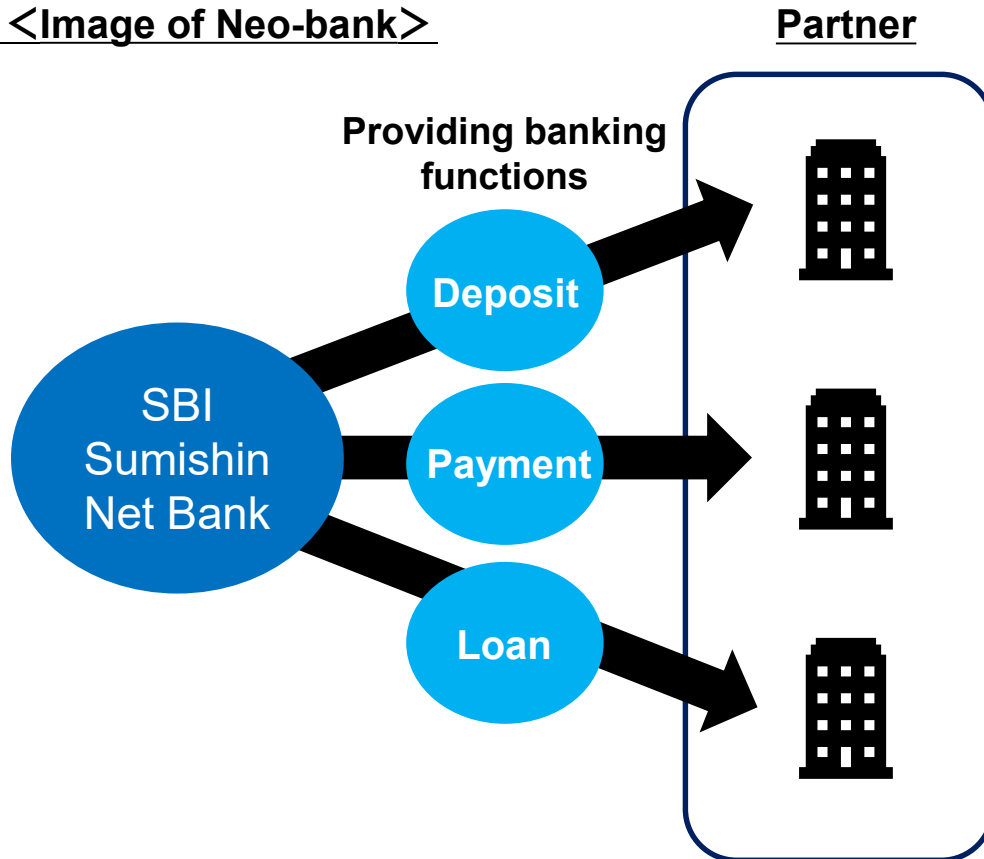 ＜Image of Neo-bank＞
Partner
Providing banking
functions
Deposit
SBI
Sumishin
Net Bank
Payment
Loan